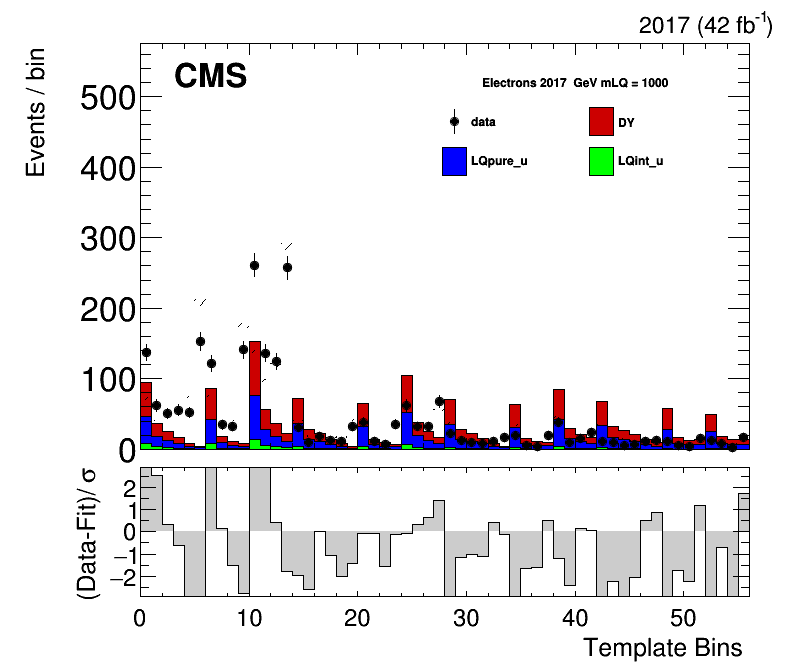 2017 (42 fb-1)
CMS
Electrons 2017 GeV mLQ = 1000
data
DY
LQpure_u
LQint_u
Events / bin
500
400
300
200
100
0
(Data-Fit)/ σ
2
1
0
−1
−2
0 10 20 30 40 50
Template Bins